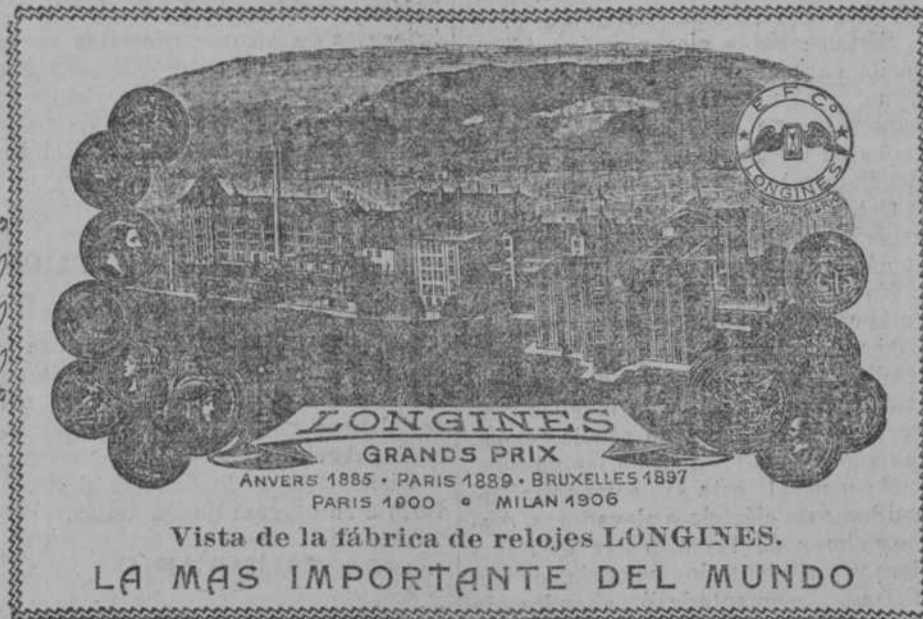 E. F. Co.
LONGINES
LONGINES
GRANDS PRIX
ANVERS 1885 · PARIS 1889 · BRUXELLES 1897
PARIS 1900 · MILAN 1906
Vista de la fábrica de relojes LONGINES.
LA MAS IMPORTANTE DEL MUNDO